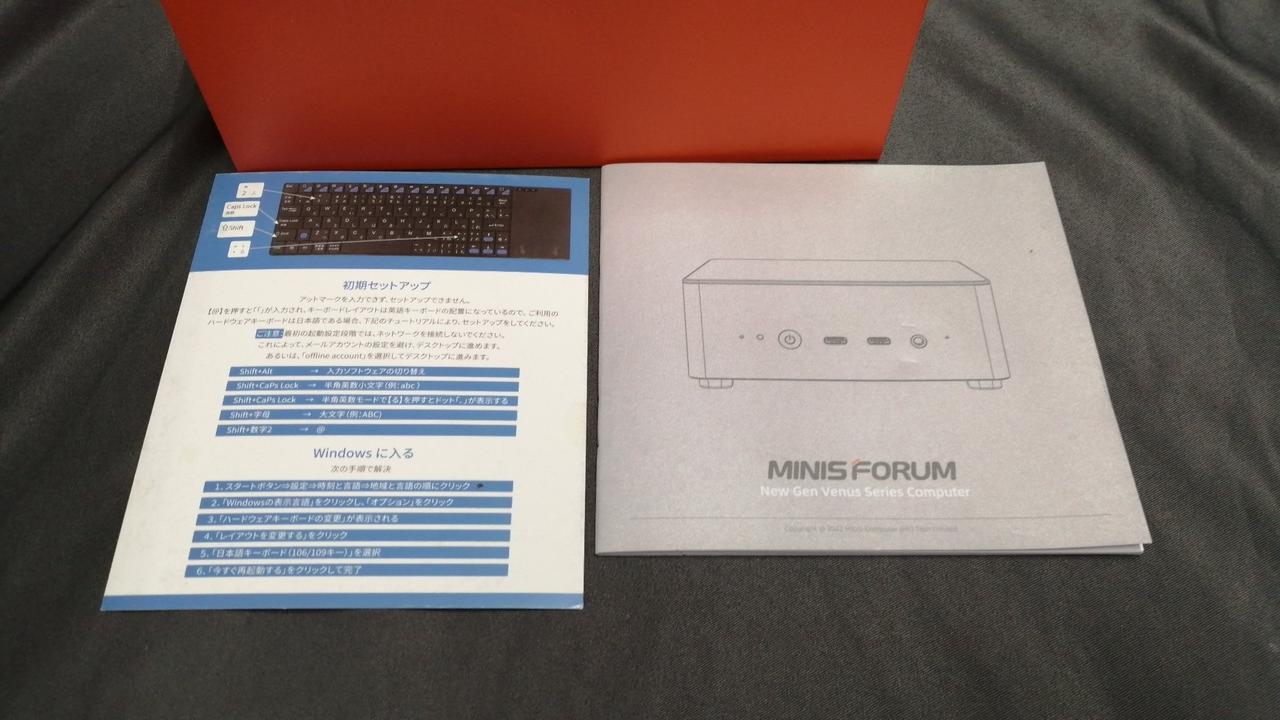 2
Caps Lock
⇧Shift
初期セットアップ
アットマークを入力できず、セットアップできません。
【@】を押すと「「」が入力され、キーボードレイアウトは英語キーボードの配置になっているので、ご利用の
ハードウェアキーボードは日本語である場合、下記のチュートリアルにより、セットアップをしてください。
ご注意:最初の起動設定段階では、ネットワークを接続しないでください。
これによって、メールアカウントの設定を避け、デスクトップに進めます。
あるいは、「offline account」を選択してデスクトップに進みます。
Shift+Alt → 入力ソフトウェアの切り替え
Shift+CaPs Lock → 半角英数小文字(例:abc)
Shift+CaPs Lock → 半角英数モードで【る】を押すとドット「.」が表示する
Shift+字母 → 大文字(例:ABC)
Shift+数字2 → @
Windows に入る
次の手順で解決
1. スタートボタン⇒設定⇒時刻と言語⇒地域と言語の順にクリック
2.「Windowsの表示言語」をクリックし、「オプション」をクリック
3.「ハードウェアキーボードの変更」が表示される
4.「レイアウトを変更する」をクリック
5.「日本語キーボード(106/109キー)」を選択
6.「今すぐ再起動する」をクリックして完了
MINISFORUM
New Gen Venus Series Computer